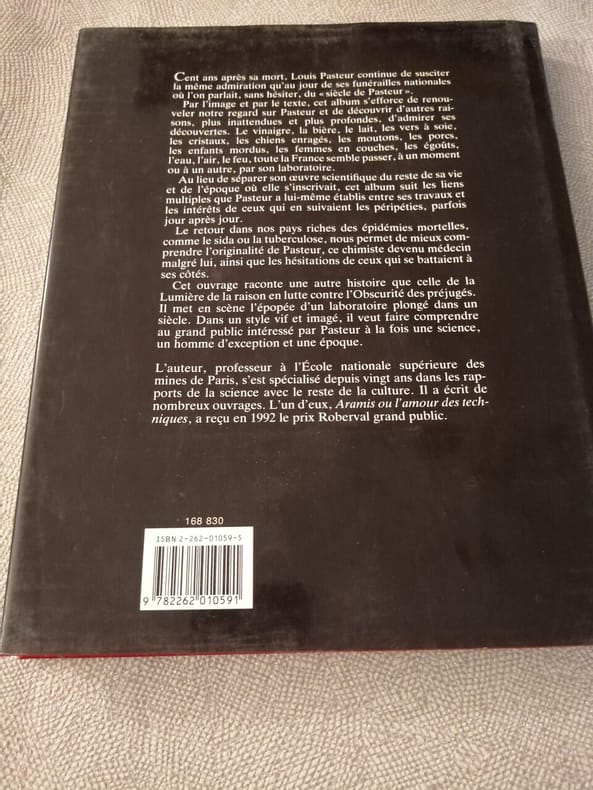 Cent ans après sa mort, Louis Pasteur continue de susciter
la même admiration qu'au jour de ses funérailles nationales
où l'on parlait, sans hésiter, du « siècle de Pasteur ».
Par l'image et par le texte, cet album s'efforce de renou-
veler notre regard sur Pasteur et de découvrir d'autres rai-
sons, plus inattendues et plus profondes, d'admirer ses
découvertes. Le vinaigre, la bière, le lait, les vers à soie,
les cristaux, les chiens enragés, les moutons, les porcs,
les enfants mordus, les femmes en couches, les égoûts,
l'eau, l'air, le feu, toute la France semble passer, à un moment
ou à un autre, par son laboratoire.
Au lieu de séparer son œuvre scientifique du reste de sa vie
et de l'époque où elle s'inscrivait, cet album suit les liens
multiples que Pasteur a lui-même établis entre ses travaux et
les intérêts de ceux qui en suivaient les péripéties, parfois
jour après jour.
Le retour dans nos pays riches des épidémies mortelles,
comme le sida ou la tuberculose, nous permet de mieux com-
prendre l'originalité de Pasteur, ce chimiste devenu médecin
malgré lui, ainsi que les hésitations de ceux qui se battaient à
ses côtés.
Cet ouvrage raconte une autre histoire que celle de la
Lumière de la raison en lutte contre l'Obscurité des préjugés.
Il met en scène l'épopée d'un laboratoire plongé dans un
siècle. Dans un style vif et imagé, il veut faire comprendre
au grand public intéressé par Pasteur à la fois une science,
un homme d'exception et une époque.
L'auteur, professeur à l'École nationale supérieure des
mines de Paris, s'est spécialisé depuis vingt ans dans les rap-
ports de la science avec le reste de la culture. Il a écrit de
nombreux ouvrages. L'un d'eux, Aramis ou l'amour des tech-
niques, a reçu en 1992 le prix Roberval grand public.
168 830
ISBN 2-262-01059-5
9 782262 010591